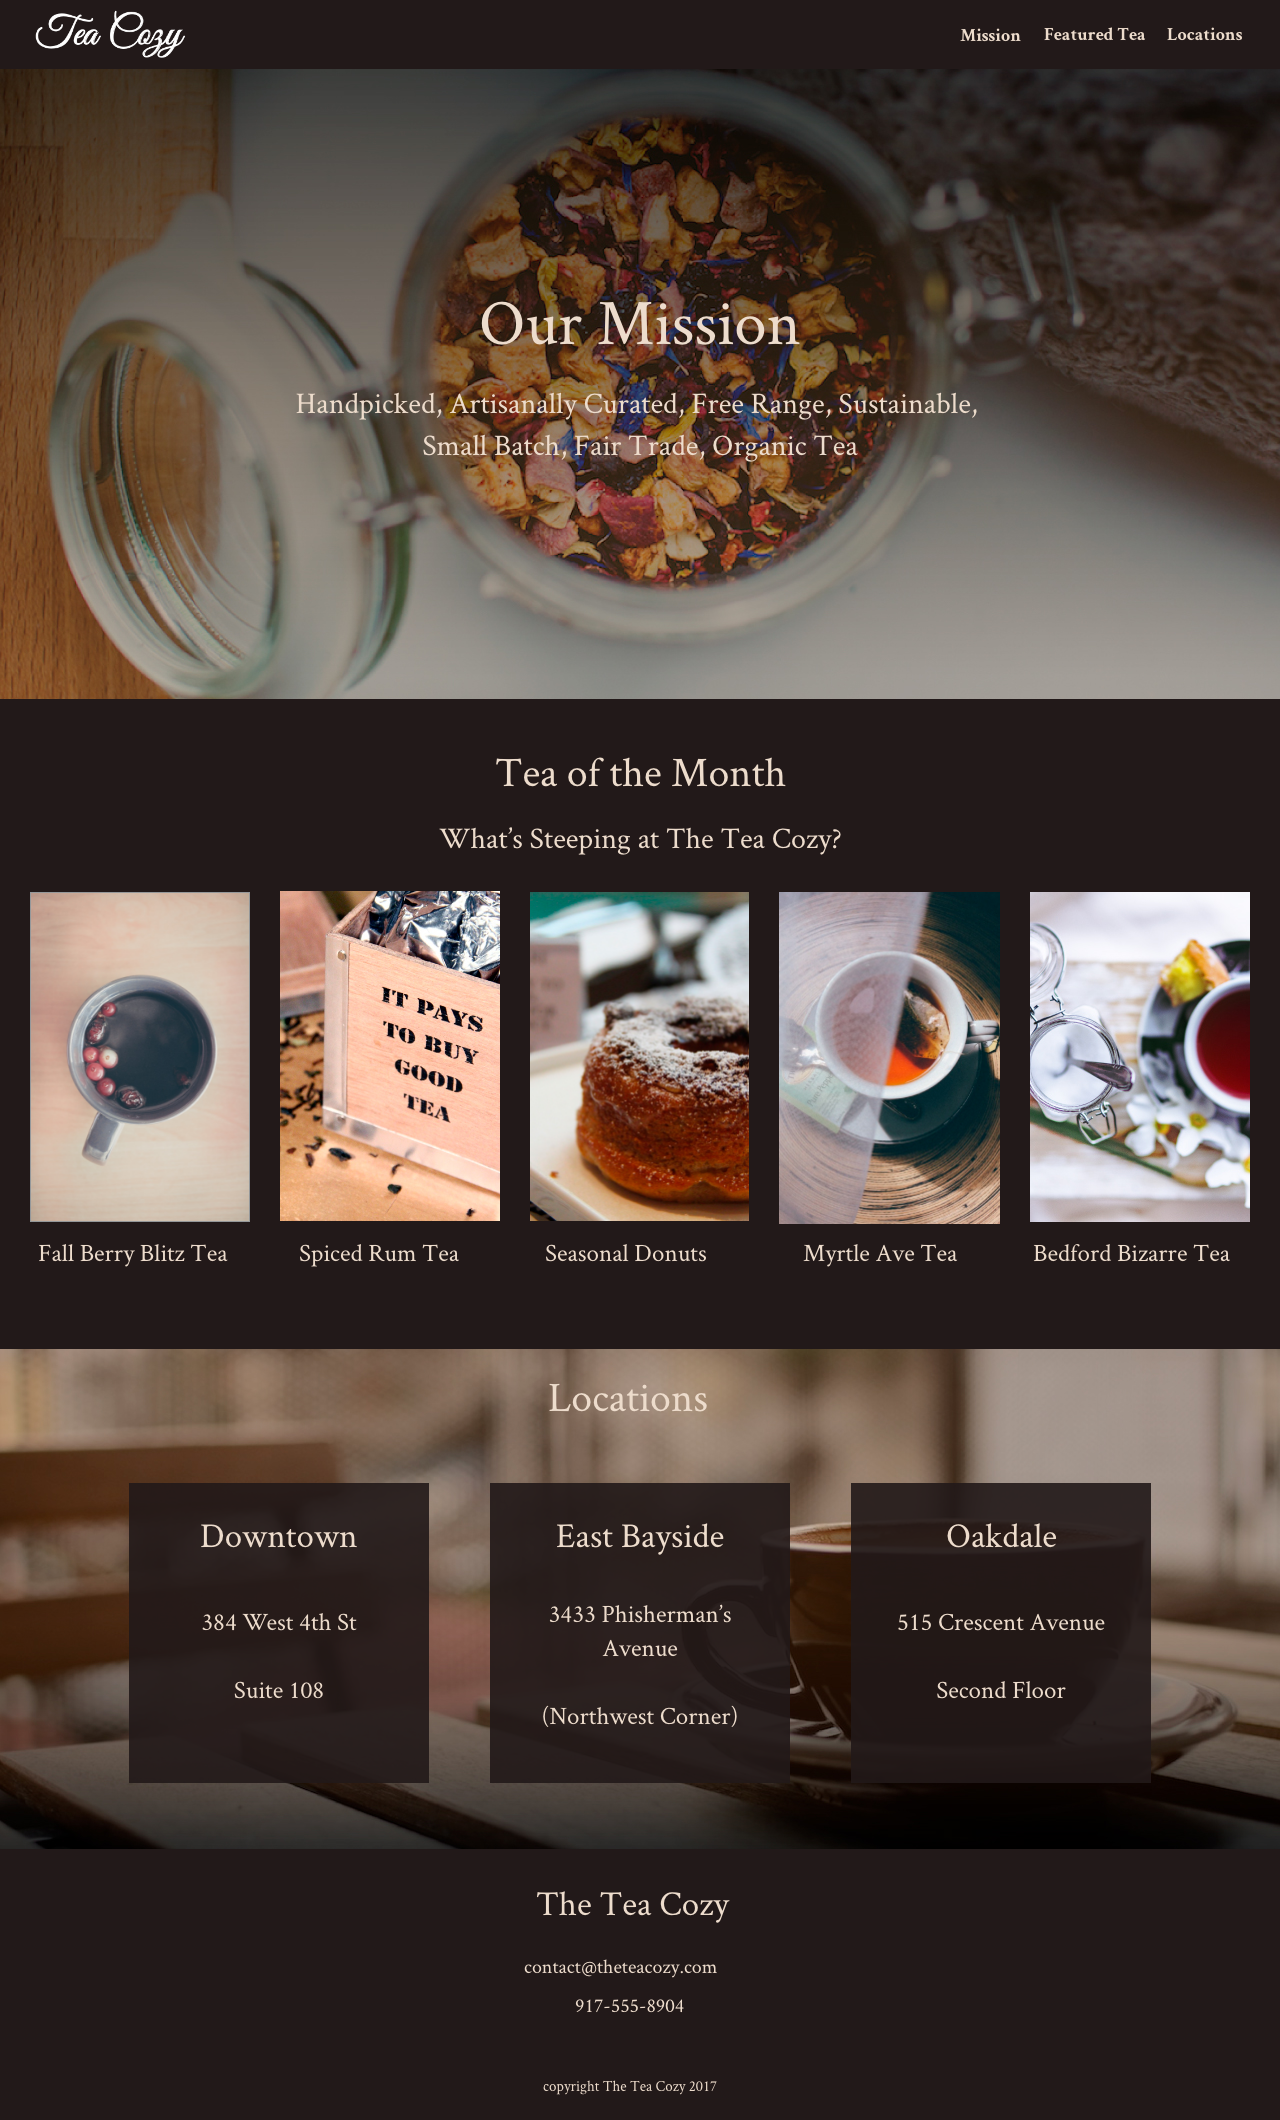 Tea Cozy
Mission Featured Tea Locations
Our Mission
Handpicked, Artisanally Curated, Free Range, Sustainable,
Small Batch, Fair Trade, Organic Tea
Tea of the Month
What’s Steeping at The Tea Cozy?
IT PAYS
TO BUY
GOOD
TEA
Fall Berry Blitz Tea
Spiced Rum Tea
Seasonal Donuts
Myrtle Ave Tea
Bedford Bizarre Tea
Locations
Downtown
384 West 4th St
Suite 108
East Bayside
3433 Phisherman’s
Avenue
(Northwest Corner)
Oakdale
515 Crescent Avenue
Second Floor
The Tea Cozy
contact@theteacozy.com
917-555-8904
copyright The Tea Cozy 2017